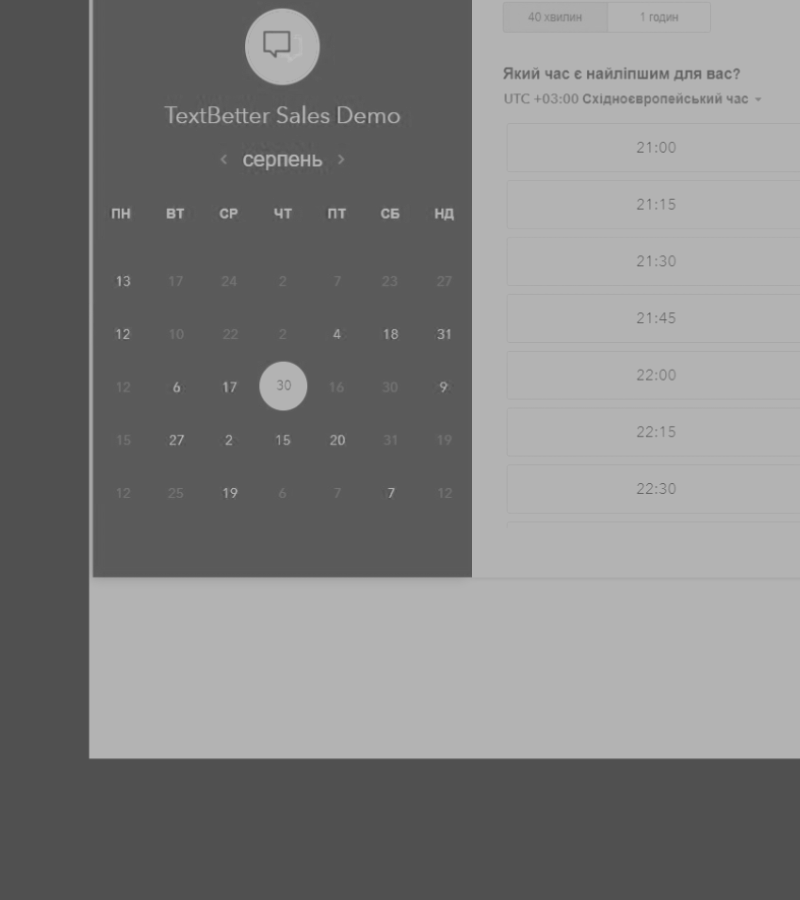 TextBetter Sales Demo
серпень
ПН ВТ СР ЧТ ПТ СБ НД
13 17 24 2 7 23 27
12 10 22 2 4 18 31
12 6 17 30 16 30 9
15 27 2 15 20 31 19
12 25 19 6 7 7 12
40 хвилин 1 годин
Який час є найліпшим для вас?
UTC +03:00 Східноєвропейський час
21:00
21:15
21:30
21:45
22:00
22:15
22:30